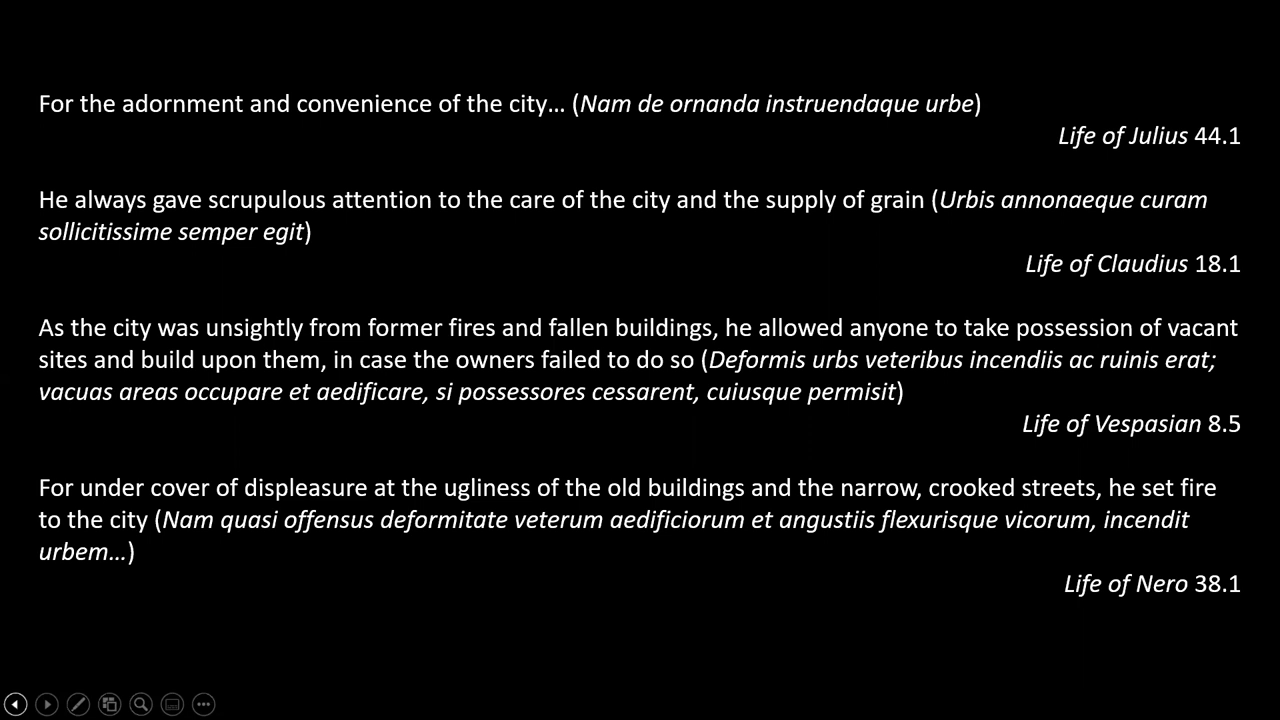 For the adornment and convenience of the city… (Nam de ornanda instruendaque urbe)
Life of Julius 44.1
He always gave scrupulous attention to the care of the city and the supply of grain (Urbis annonaeque curam
sollicitissime semper egit)
Life of Claudius 18.1
As the city was unsightly from former fires and fallen buildings, he allowed anyone to take possession of vacant
sites and build upon them, in case the owners failed to do so (Deformis urbs veteribus incendiis ac ruinis erat;
vacuas areas occupare et aedificare, si possessores cessarent, cuiusque permisit)
Life of Vespasian 8.5
For under cover of displeasure at the ugliness of the old buildings and the narrow, crooked streets, he set fire
to the city (Nam quasi offensus deformitate veterum aedificiorum et angustiis flexurisque vicorum, incendit
urbem…)
Life of Nero 38.1